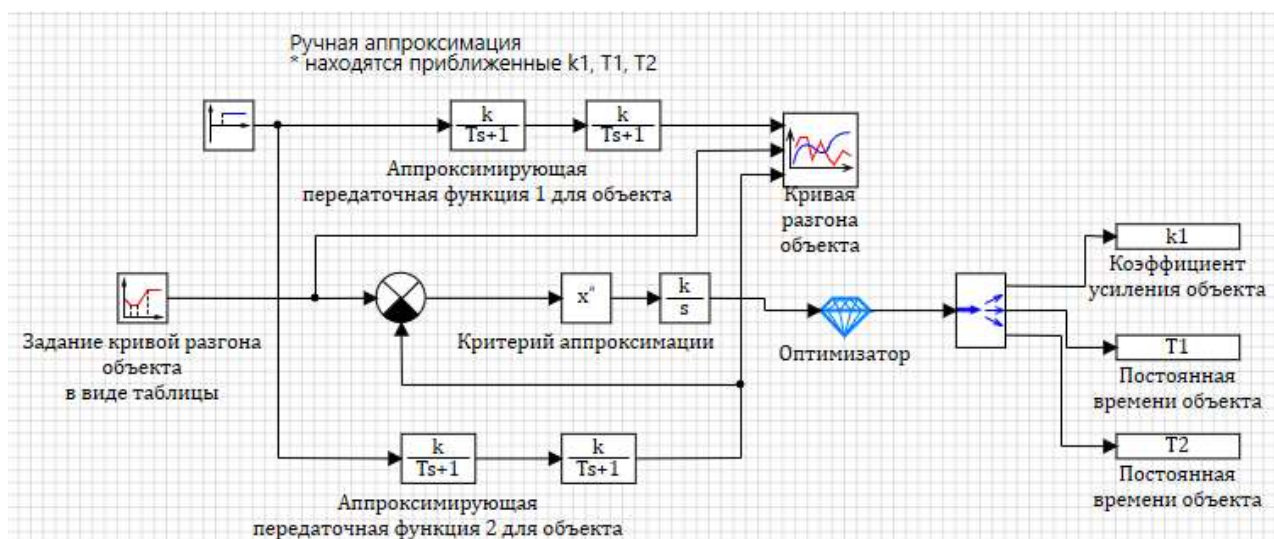 Ручная аппроксимация
* находятся приближенные k1, T1, T2
k
Ts+1
k
Ts+1
Аппроксимирующая
передаточная функция 1 для объекта
Кривая
разгона
объекта
k1
Коэффициент
усиления объекта
Задание кривой разгона
объекта
в виде таблицы
xⁿ
k
s
Критерий аппроксимации
Оптимизатор
T1
Постоянная
времени объекта
T2
Постоянная
времени объекта
k
Ts+1
k
Ts+1
Аппроксимирующая
передаточная функция 2 для объекта